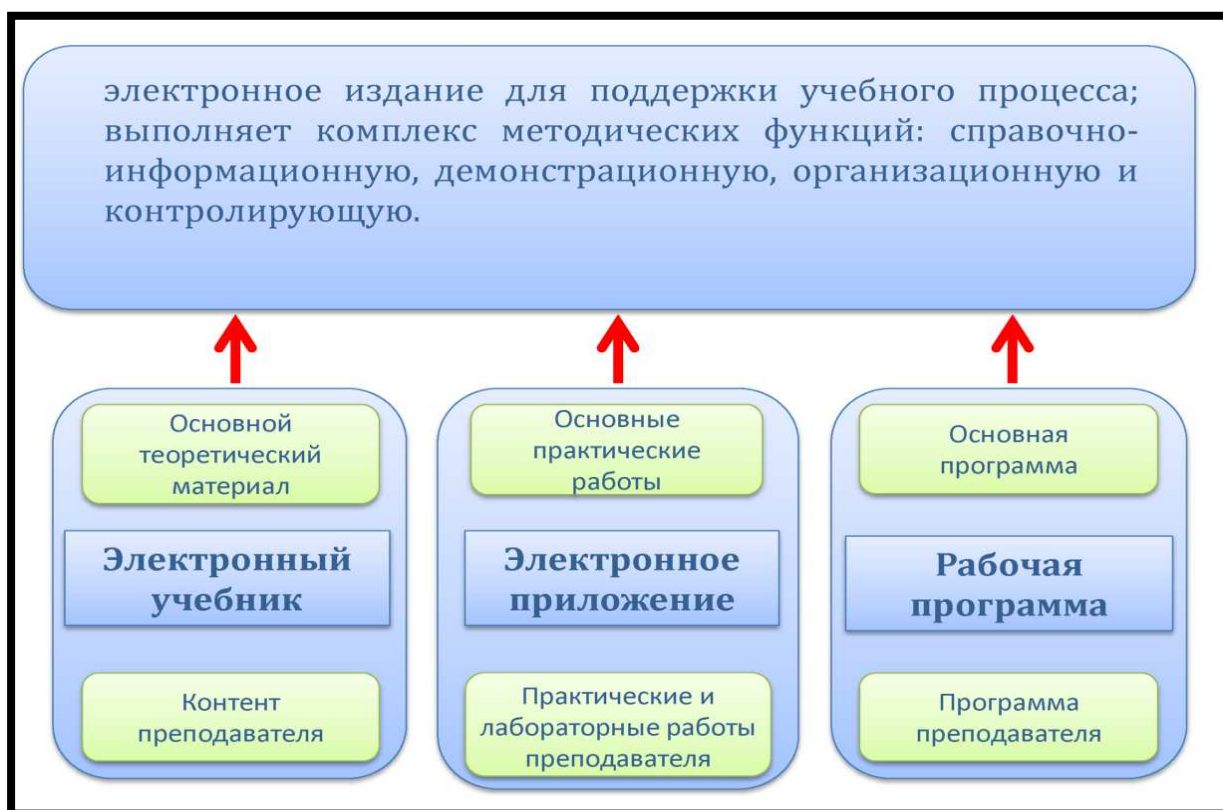 электронное издание для поддержки учебного процесса;
выполняет комплекс методических функций: справочно-
информационную, демонстрационную, организационную и
контролирующую.
Основной
теоретический
материал
Электронный
учебник
Контент
преподавателя
Основные
практические
работы
Электронное
приложение
Практические и
лабораторные работы
преподавателя
Основная
программа
Рабочая
программа
Программа
преподавателя